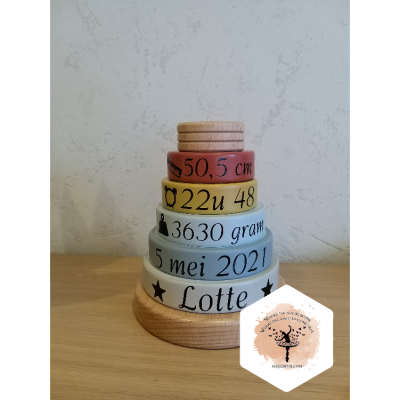 50,5 cm
22u 48
3630 gram
5 mei 2021
★ Lotte ★